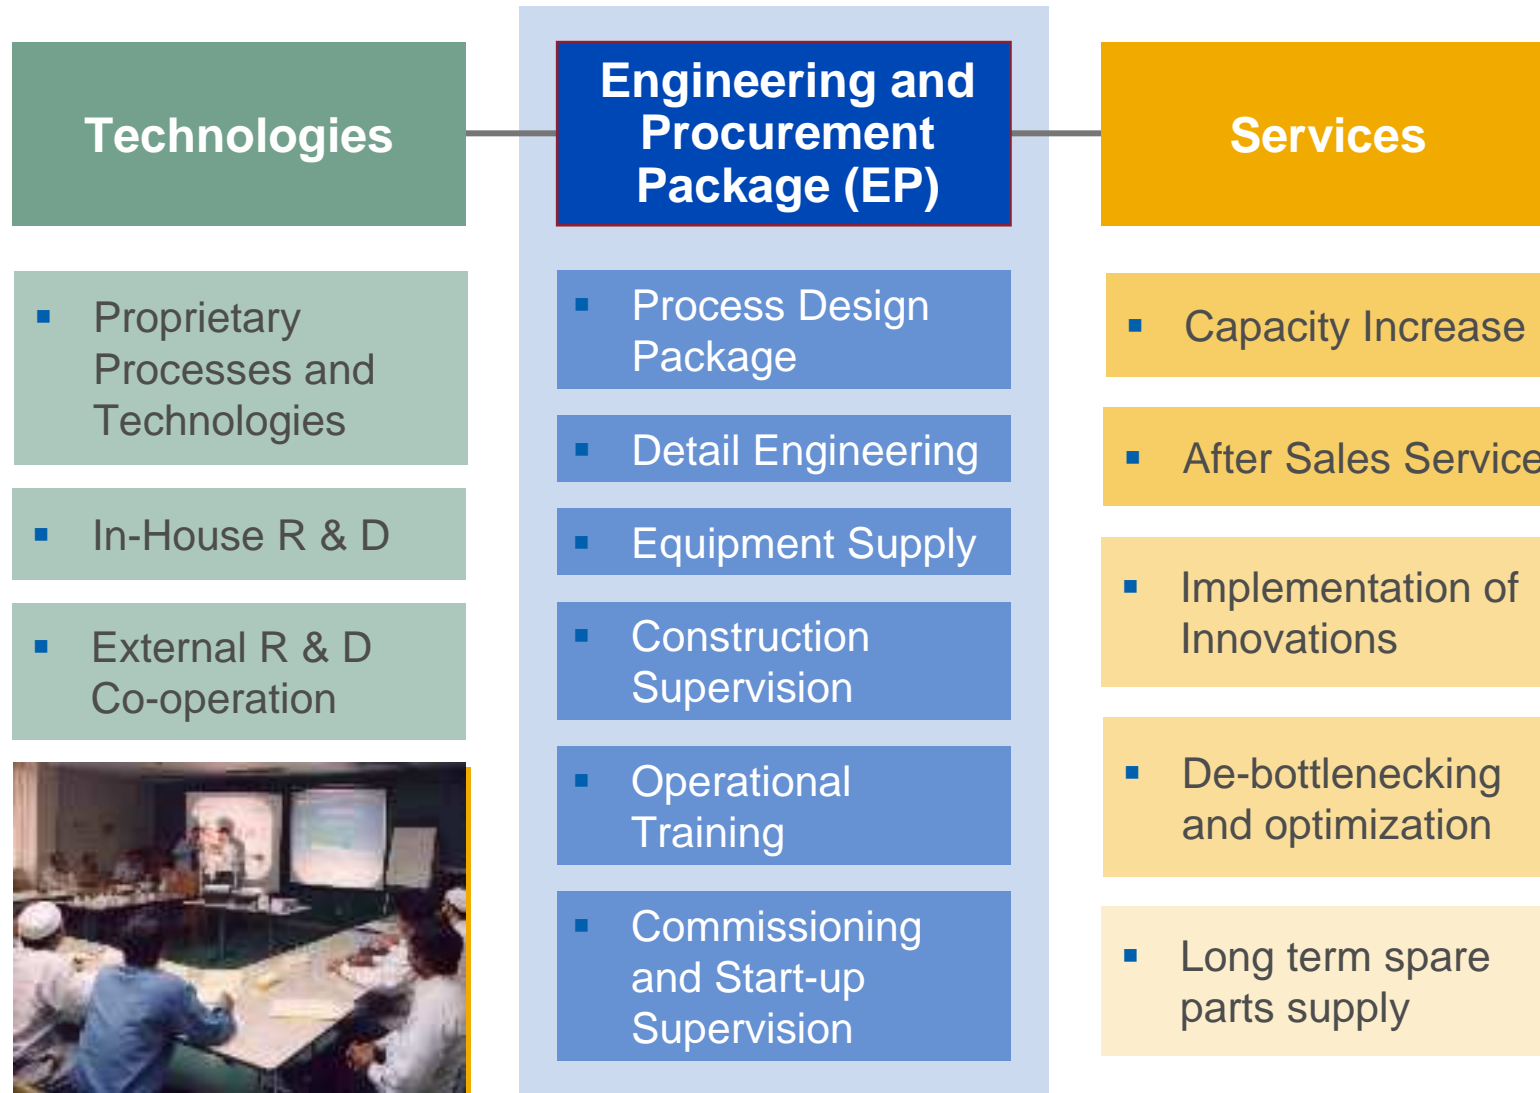 Technologies
Proprietary
Processes and
Technologies
In-House R & D
External R & D
Co-operation
Engineering and
Procurement
Package (EP)
Process Design
Package
Detail Engineering
Equipment Supply
Construction
Supervision
Operational
Training
Commissioning
and Start-up
Supervision
Services
Capacity Increase
After Sales Service
Implementation of
Innovations
De-bottlenecking
and optimization
Long term spare
parts supply